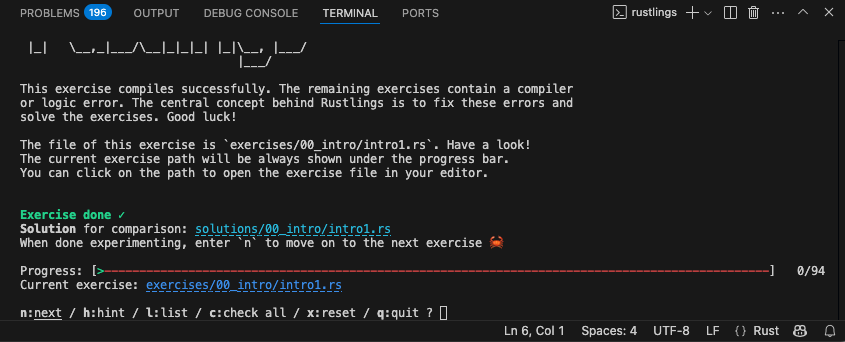 PROBLEMS 196 OUTPUT DEBUG CONSOLE TERMINAL PORTS rustlings
|_|   \__,_|___/\__|_|_|_| |_|\__, |___/
|___/
This exercise compiles successfully. The remaining exercises contain a compiler
or logic error. The central concept behind Rustlings is to fix these errors and
solve the exercises. Good luck!
The file of this exercise is `exercises/00_intro/intro1.rs`. Have a look!
The current exercise path will be always shown under the progress bar.
You can click on the path to open the exercise file in your editor.
Exercise done ✓
Solution for comparison: solutions/00_intro/intro1.rs
When done experimenting, enter `n` to move on to the next exercise 🦀
Progress: [>------------------------------------------------------------------------------------------------] 0/94
Current exercise: exercises/00_intro/intro1.rs
n:next / h:hint / l:list / c:check all / x:reset / q:quit ?
Ln 6, Col 1 Spaces: 4 UTF-8 LF {} Rust